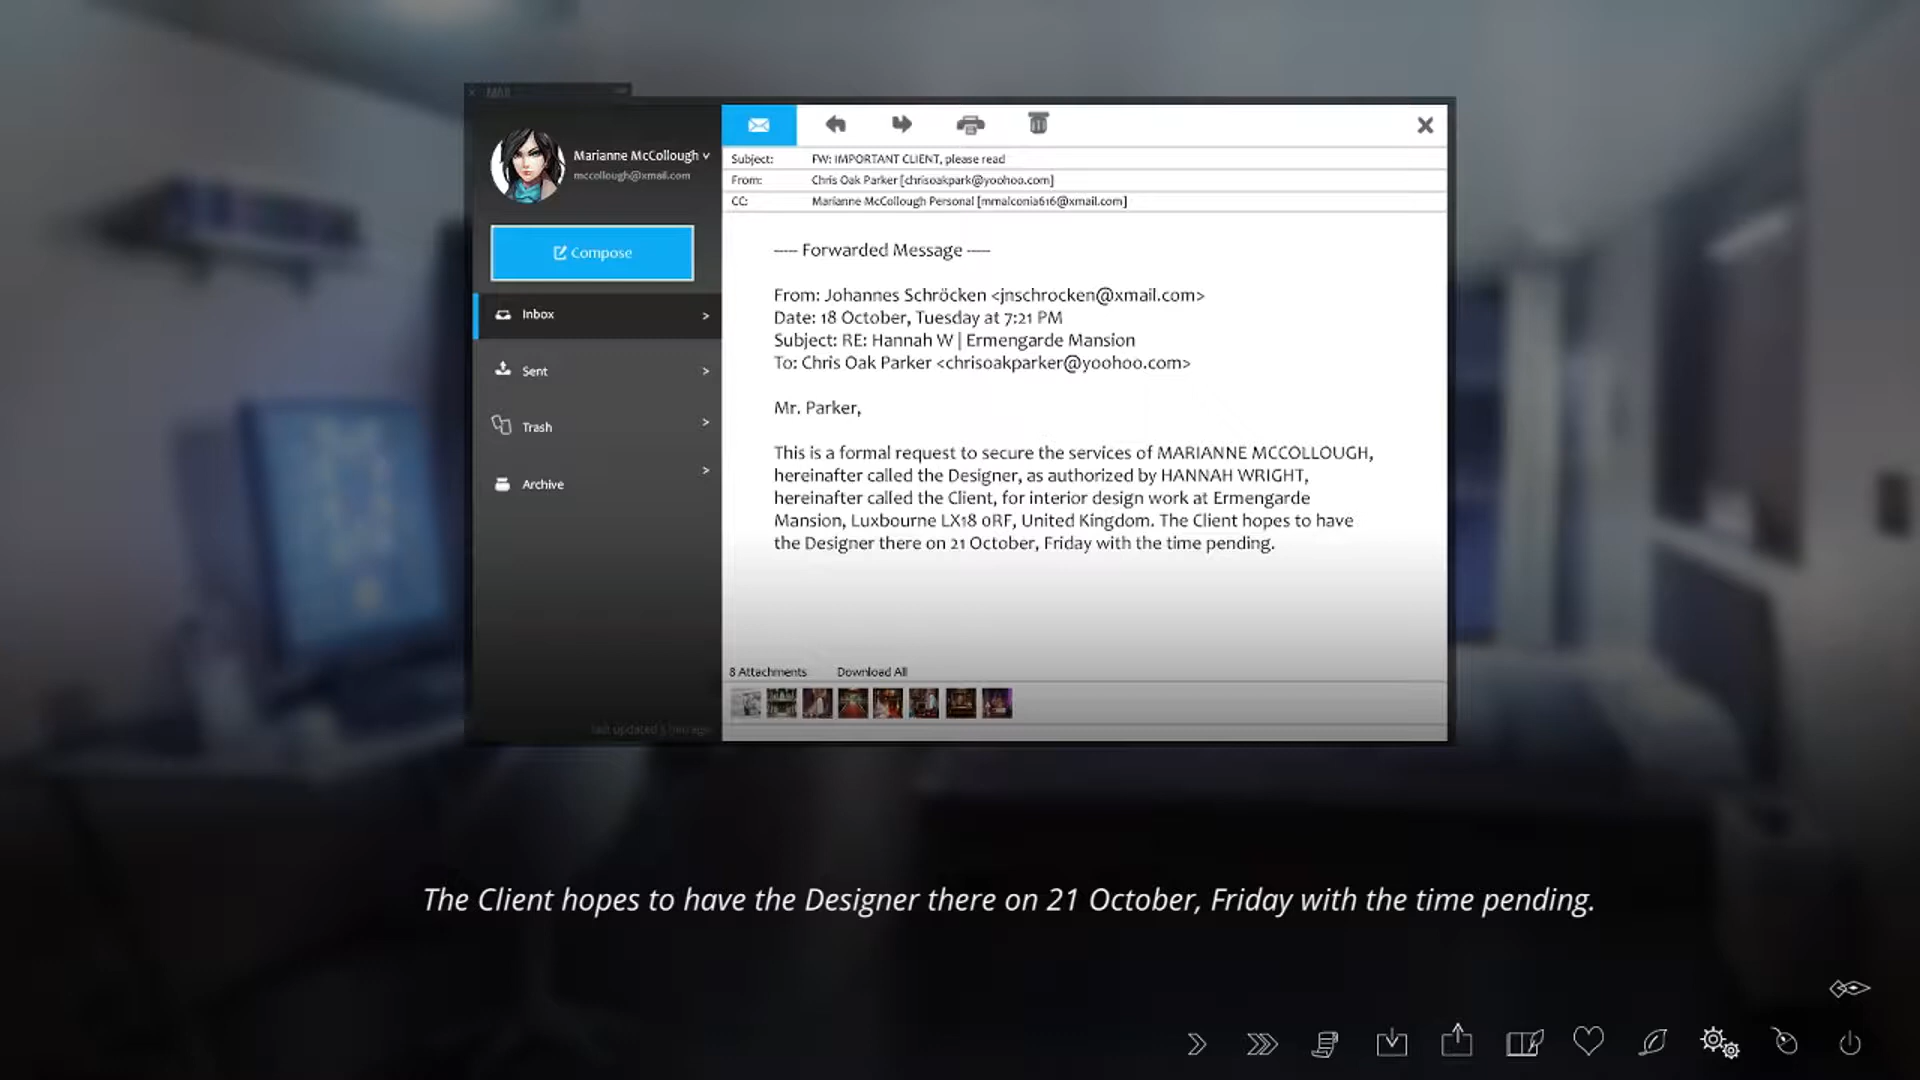 MAIL
Marianne McCollough v
mccollough@xmail.com
Compose
Inbox >
Sent >
Trash >
Archive >
Subject: FW: IMPORTANT CLIENT, please read
From: Chris Oak Parker [chrisoakpark@yoohoo.com]
CC: Marianne McCollough Personal [mmalconia616@xmail.com]
----- Forwarded Message -----
From: Johannes Schröcken <jnschrocken@xmail.com>
Date: 18 October, Tuesday at 7:21 PM
Subject: RE: Hannah W | Ermengarde Mansion
To: Chris Oak Parker <chrisoakparker@yoohoo.com>
Mr. Parker,
This is a formal request to secure the services of MARIANNE MCCOLLOUGH,
hereinafter called the Designer, as authorized by HANNAH WRIGHT,
hereinafter called the Client, for interior design work at Ermengarde
Mansion, Luxbourne LX18 0RF, United Kingdom. The Client hopes to have
the Designer there on 21 October, Friday with the time pending.
8 Attachments Download All
last updated
The Client hopes to have the Designer there on 21 October, Friday with the time pending.